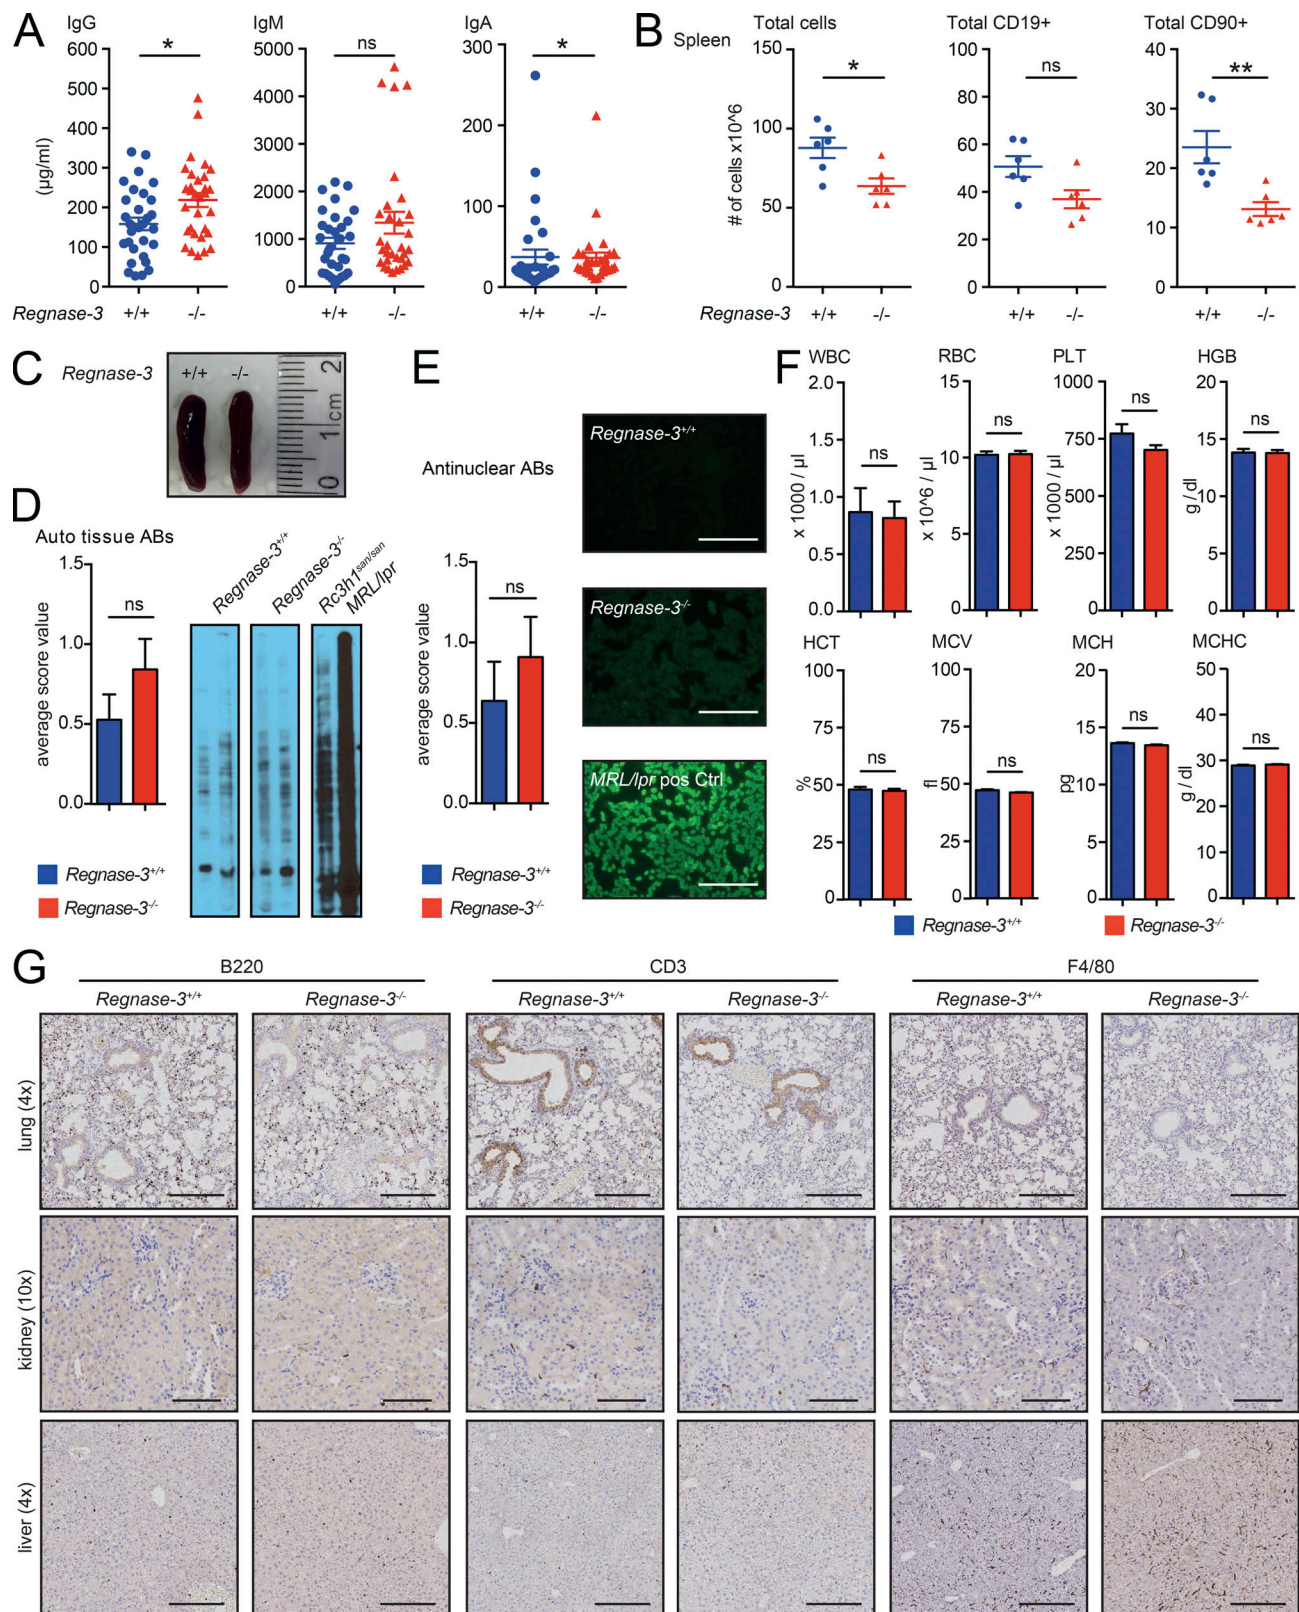 A
IgG
IgM
IgA
(µg/ml)
600
500
400
300
200
100
0
*
5000
4000
3000
2000
1000
0
ns
300
200
100
0
*
Regnase-3
+/+
-/-
+/+
-/-
+/+
-/-
B
Spleen
Total cells
Total CD19+
Total CD90+
# of cells x10^6
150
100
50
0
*
100
80
60
40
20
0
ns
40
30
20
10
0
**
Regnase-3
+/+
-/-
+/+
-/-
+/+
-/-
C
Regnase-3
+/+
-/-
0
1
cm
2
D
Auto tissue ABs
average score value
1.5
1.0
0.5
0.0
ns
Regnase-3+/+
Regnase-3-/-
Rc3h1san/san
MRL/lpr
Regnase-3+/+
Regnase-3-/-
E
Antinuclear ABs
average score value
1.5
1.0
0.5
0.0
ns
Regnase-3+/+
Regnase-3-/-
MRL/lpr pos Ctrl
Regnase-3+/+
Regnase-3-/-
F
WBC
x 1000 / µl
2.0
1.5
1.0
0.5
0.0
ns
RBC
x 10^6 / µl
15
10
5
0
ns
PLT
x 1000 / µl
1000
750
500
250
0
ns
HGB
g / dl
20
15
10
5
0
ns
HCT
%
100
75
50
25
0
ns
MCV
fl
100
75
50
25
0
ns
MCH
pg
20
15
10
5
0
ns
MCHC
g / dl
50
40
30
20
10
0
ns
Regnase-3+/+
Regnase-3-/-
G
B220
CD3
F4/80
Regnase-3+/+
Regnase-3-/-
Regnase-3+/+
Regnase-3-/-
Regnase-3+/+
Regnase-3-/-
lung (4x)
kidney (10x)
liver (4x)